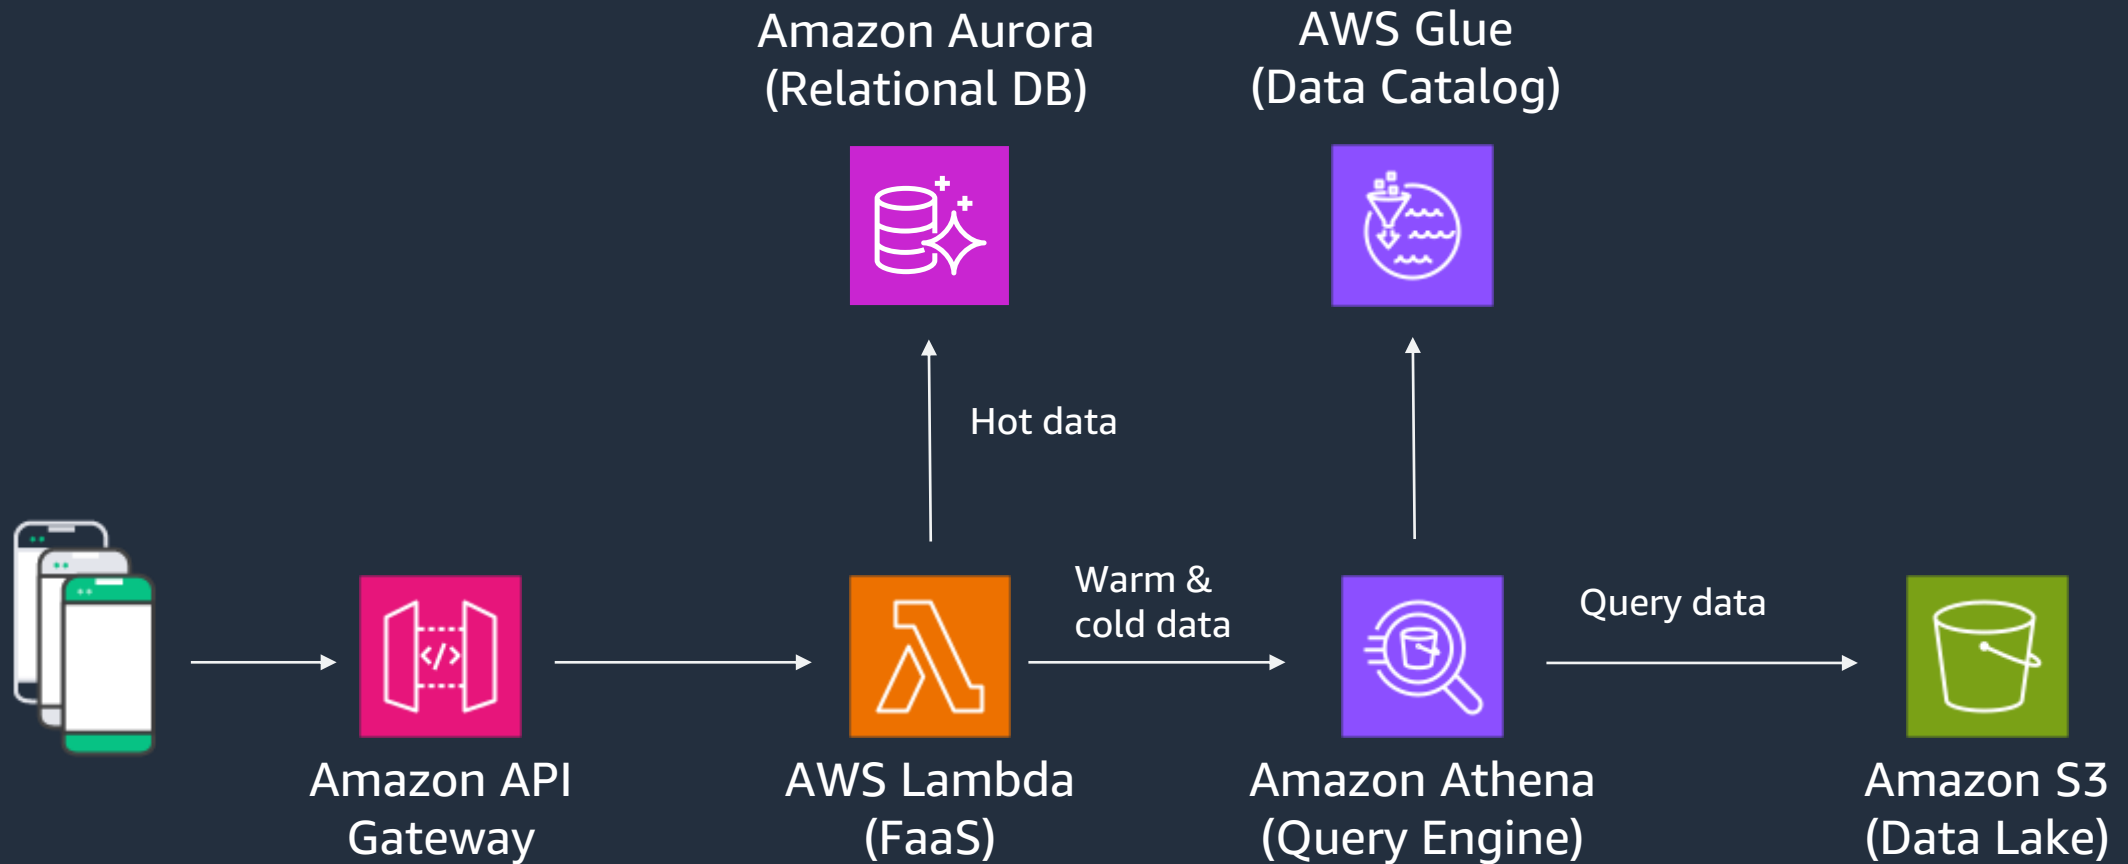 Amazon Aurora
(Relational DB)
AWS Glue
(Data Catalog)
Hot data
Warm &
cold data
Query data
</>
Amazon API
Gateway
AWS Lambda
(FaaS)
Amazon Athena
(Query Engine)
Amazon S3
(Data Lake)